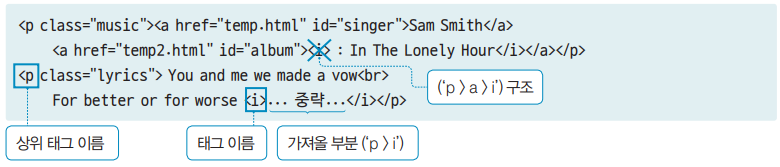 <p class="music"><a href="temp.html" id="singer">Sam Smith</a>
<a href="temp2.html" id="album"><i> : In The Lonely Hour</i></a></p>
<p class="lyrics"> You and me we made a vow<br>
('p > a > i') 구조
For better or for worse <i>... 중략...</i></p>
상위 태그 이름
태그 이름
가져올 부분 ('p > i')